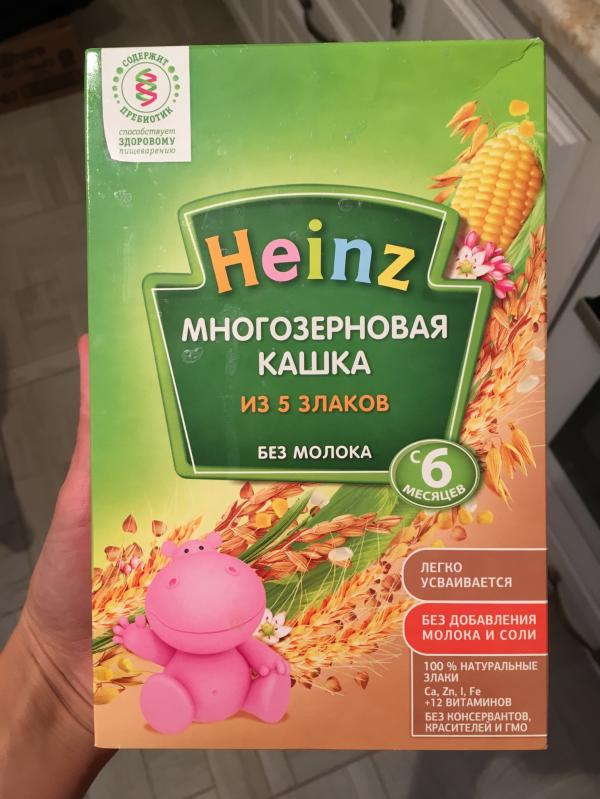 СОДЕРЖИТ
ПРЕБИОТИК
способствует
ЗДОРОВОМУ
пищеварению
Heinz
МНОГОЗЕРНОВАЯ
КАШКА
ИЗ 5 ЗЛАКОВ
БЕЗ МОЛОКА
С 6
МЕСЯЦЕВ
ЛЕГКО
УСВАИВАЕТСЯ
БЕЗ ДОБАВЛЕНИЯ
МОЛОКА И СОЛИ
100 % НАТУРАЛЬНЫЕ
ЗЛАКИ
Ca, Zn, I, Fe
+12 ВИТАМИНОВ
БЕЗ КОНСЕРВАНТОВ,
КРАСИТЕЛЕЙ И ГМО